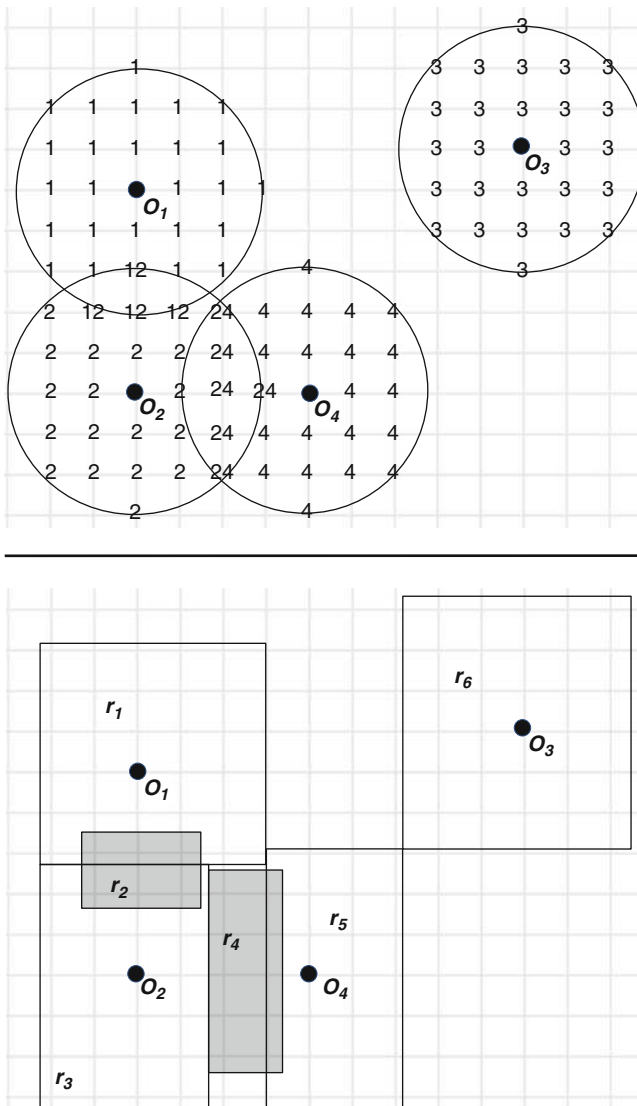 3
1 3 3 3 3 3
1 1 1 1 1 3 3 3 3 3
1 1 1 1 1 3 3 3 3
O3
1 1 1 1 1 3 3 3 3 3
O1
1 1 1 1 1 3 3 3 3 3
1 1 12 1 1 4 3
2 12 12 12 24 4 4 4 4
2 2 2 2 24 4 4 4 4
2 2 2 24 24 4 4
O2 O4
2 2 2 2 24 4 4 4 4
2 2 2 2 24 4 4 4 4
2 4
r6
r1
O3
O1
r2
r5
r4
O2 O4
r3